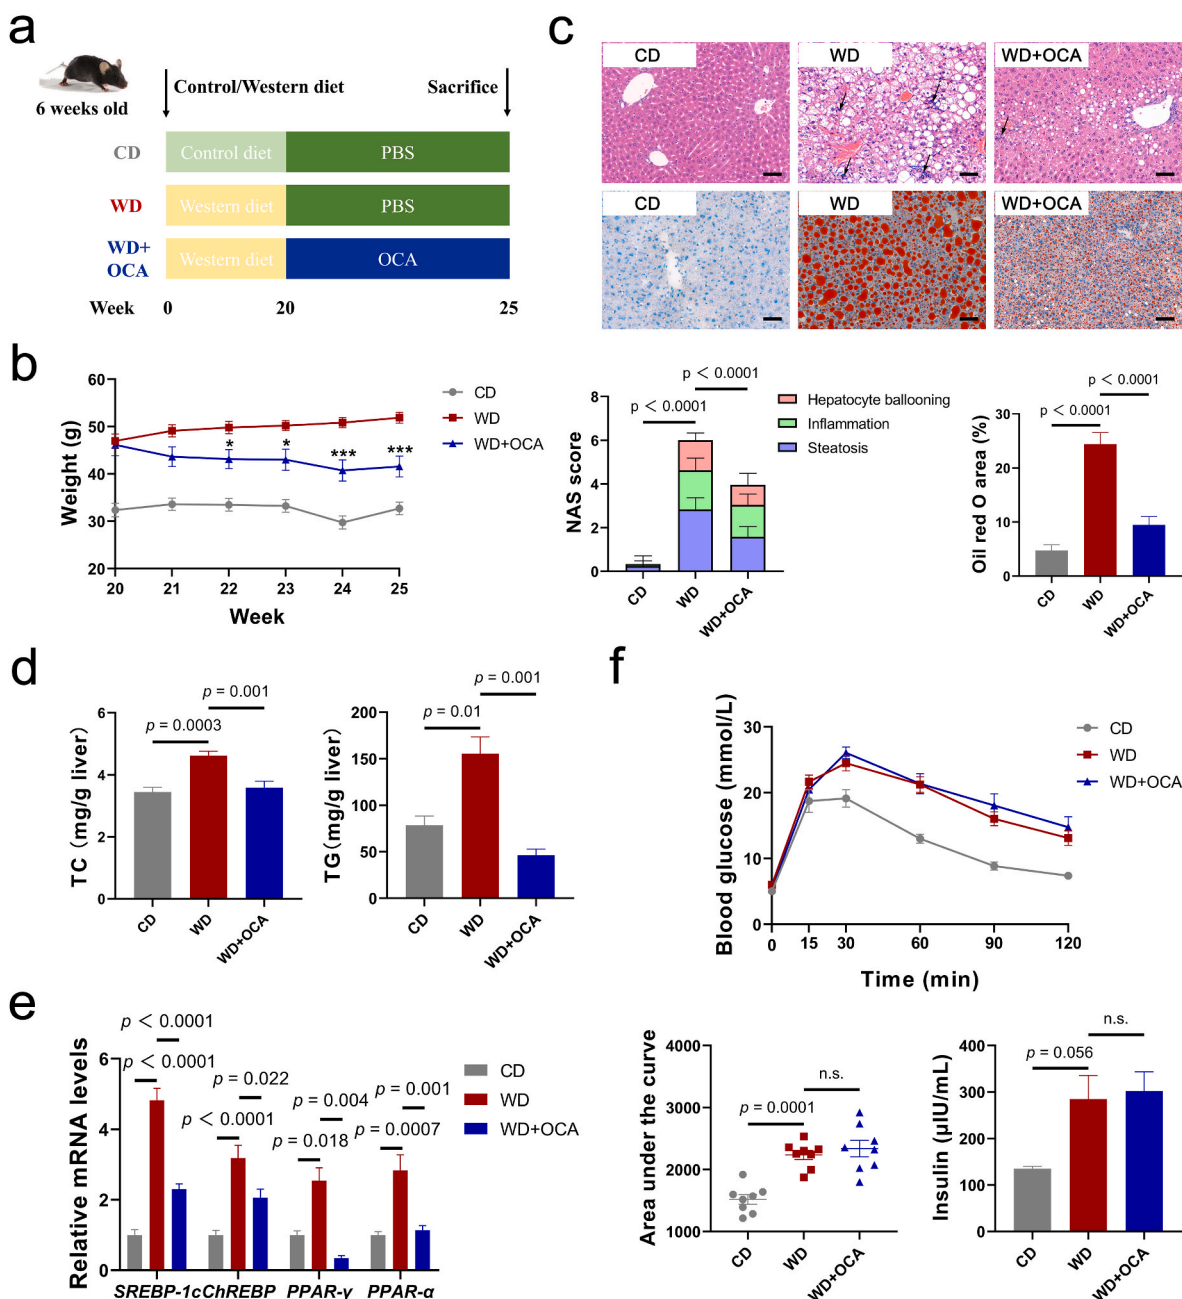 a
6 weeks old
Control/Western diet
Sacrifice
CD
Control diet
PBS
WD
Western diet
PBS
WD+
OCA
Western diet
OCA
Week
0
20
25
b
Weight (g)
60
50
40
30
20
20
21
22
23
24
25
Week
*
*
***
***
CD
WD
WD+OCA
c
CD
WD
WD+OCA
CD
WD
WD+OCA
NAS score
8
6
4
2
0
p < 0.0001
p < 0.0001
CD
WD
WD+OCA
Hepatocyte ballooning
Inflammation
Steatosis
Oil red O area (%)
30
20
10
0
p < 0.0001
p < 0.0001
CD
WD
WD+OCA
d
TC (mg/g liver)
6
4
2
0
p = 0.0003
p = 0.001
CD
WD
WD+OCA
TG (mg/g liver)
200
150
100
50
0
p = 0.01
p = 0.001
CD
WD
WD+OCA
e
Relative mRNA levels
6
4
2
0
p < 0.0001
p < 0.0001
p = 0.022
p < 0.0001
p = 0.004
p = 0.018
p = 0.001
p = 0.0007
SREBP-1c
ChREBP
PPAR-γ
PPAR-α
CD
WD
WD+OCA
f
Blood glucose (mmol/L)
30
20
10
0
0
15
30
60
90
120
Time (min)
CD
WD
WD+OCA
Area under the curve
4000
3000
2000
1000
p = 0.0001
n.s.
CD
WD
WD+OCA
Insulin (μIU/mL)
400
300
200
100
0
p = 0.056
n.s.
CD
WD
WD+OCA